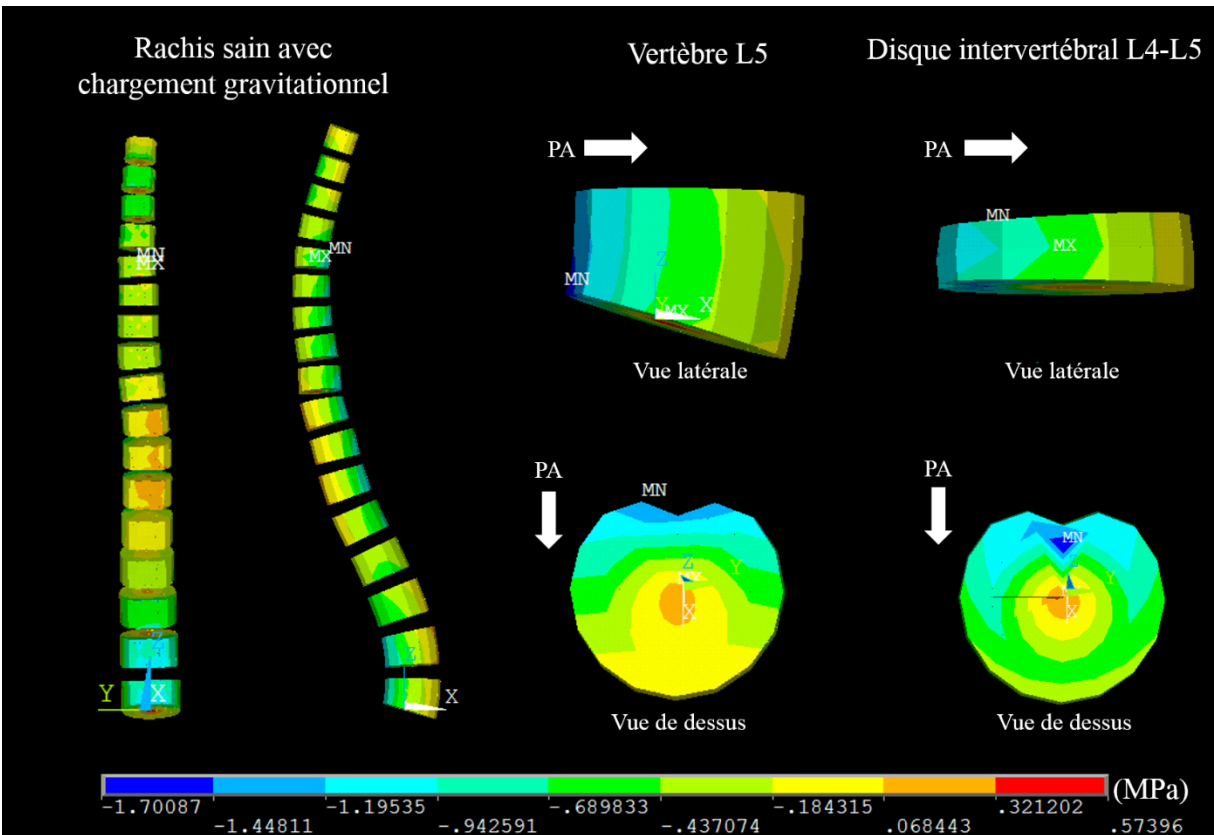 Rachis sain avec
chargement gravitationnel
MN
MX
Z
Y
X
MN
MX
Z
X
Vertèbre L5
PA
MN
Z
Y
MX
X
Vue latérale
PA
MN
Z
Y
X
Vue de dessus
Disque intervertébral L4-L5
PA
MN
MX
Vue latérale
PA
MN
Z
Y
X
Vue de dessus
-1.70087 -1.19535 -.689833 -.184315 .321202 (MPa)
-1.44811 -.942591 -.437074 .068443 .57396